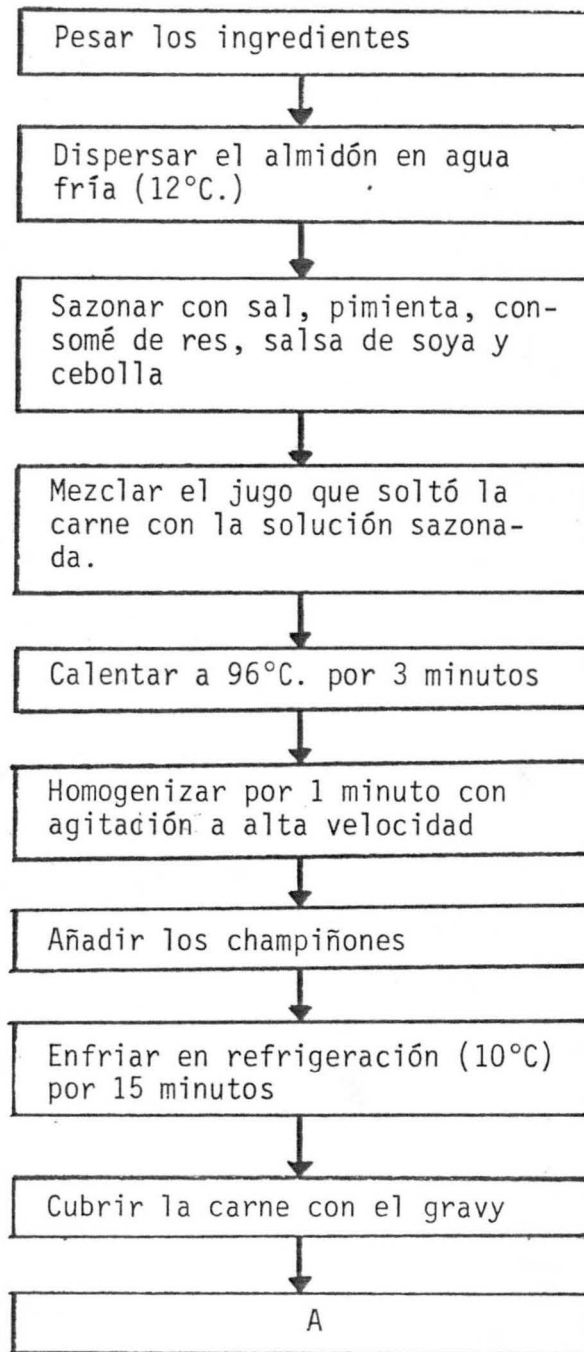 Pesar los ingredientes
Dispersar el almidón en agua
fría (12°C.)
Sazonar con sal, pimienta, con-
somé de res, salsa de soya y
cebolla
Mezclar el jugo que soltó la
carne con la solución sazona-
da.
Calentar a 96°C. por 3 minutos
Homogenizar por 1 minuto con
agitación a alta velocidad
Añadir los champiñones
Enfriar en refrigeración (10°C)
por 15 minutos
Cubrir la carne con el gravy
A